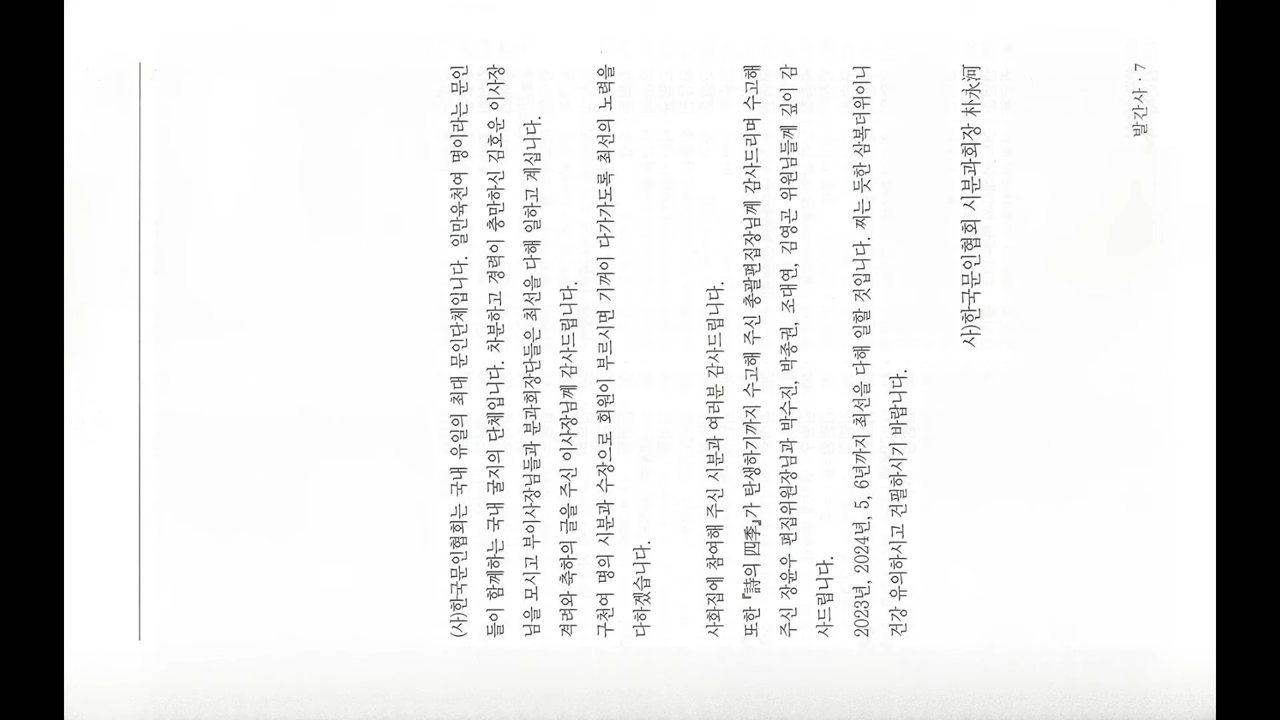 (사)한국문인협회는 국내 유일의 최대 문인단체입니다. 일만육천여 명이라는 문인
들이 함께하는 국내 굴지의 단체입니다. 차분하고 경력이 충만하신 김호운 이사장
님을 모시고 부이사장님들과 분과회장단들은 최선을 다해 일하고 계십니다.
격려와 축하의 글을 주신 이사장님께 감사드립니다.
구천여 명의 시분과 수장으로 회원이 부르시면 기꺼이 다가가도록 최선의 노력을
다하겠습니다.
사화집에 참여해 주신 시분과 여러분 감사드립니다.
또한 『詩의 四季』가 탄생하기까지 수고해 주신 총괄편집장님께 감사드리며 수고해
주신 장윤우 편집위원장님과 박수진, 박종권, 조대연, 김영곤 위원님들께 깊이 감
사드립니다.
2023년, 2024년, 5, 6년까지 최선을 다해 일할 것입니다. 찌는 듯한 삼복더위이니
건강 유의하시고 건필하시기 바랍니다.
사)한국문인협회 시분과회장 朴永河
발간사 · 7